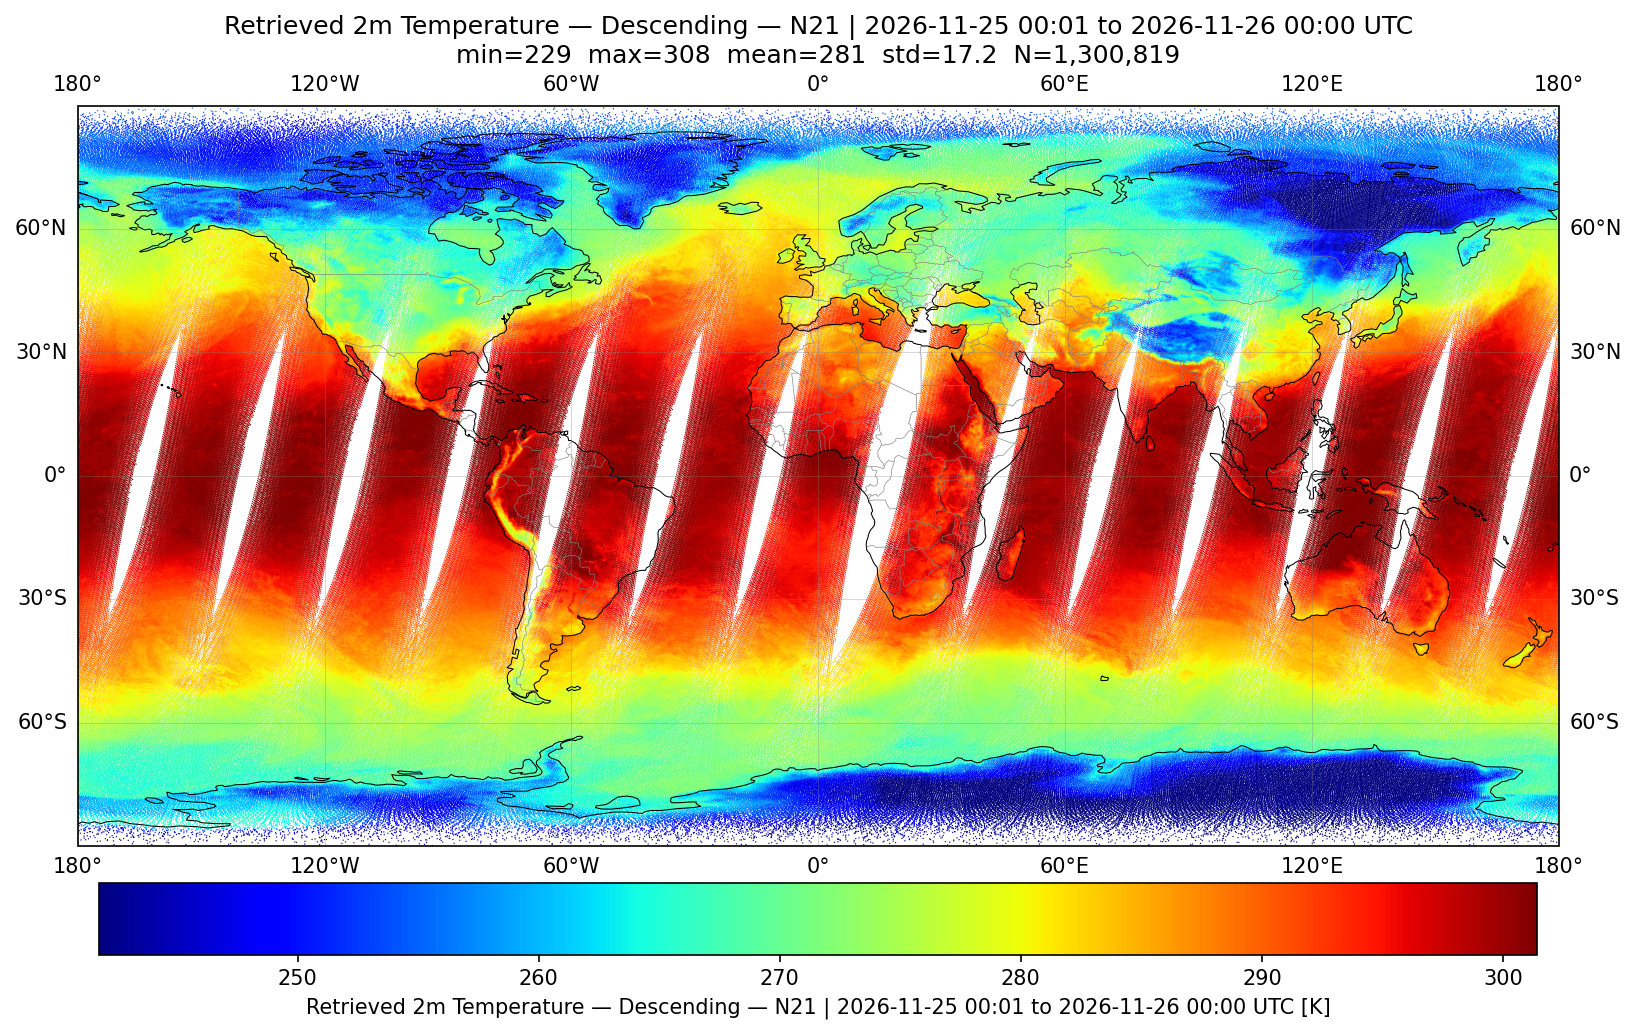 Retrieved 2m Temperature — Descending — N21 | 2026-11-25 00:01 to 2026-11-26 00:00 UTC
min=229 max=308 mean=281 std=17.2 N=1,300,819
180° 120°W 60°W 0° 60°E 120°E 180°
60°N 60°N
30°N 30°N
0° 0°
30°S 30°S
60°S 60°S
180° 120°W 60°W 0° 60°E 120°E 180°
250 260 270 280 290 300
Retrieved 2m Temperature — Descending — N21 | 2026-11-25 00:01 to 2026-11-26 00:00 UTC [K]